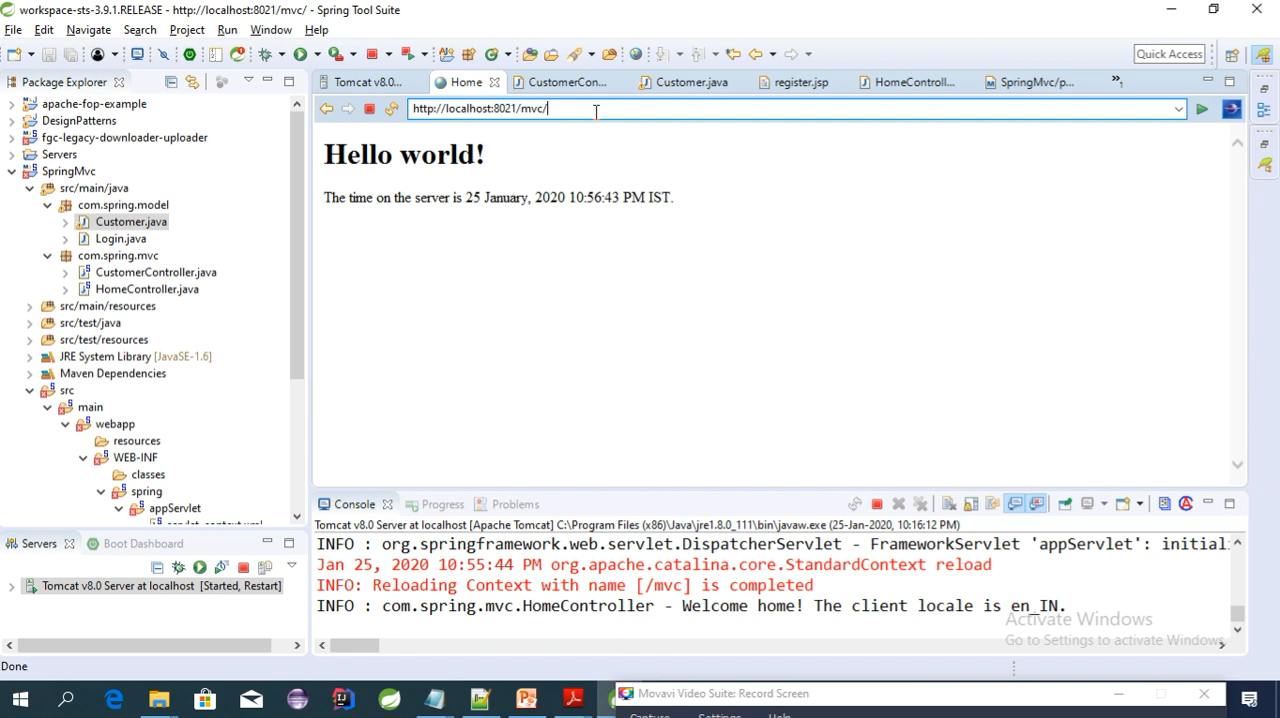 workspace-sts-3.9.1.RELEASE - http://localhost:8021/mvc/ - Spring Tool Suite
File Edit Navigate Search Project Run Window Help
Quick Access
Package Explorer
Tomcat v8.0... Home CustomerCon... Customer.java register.jsp HomeControll... SpringMvc/p... »1
http://localhost:8021/mvc/
apache-fop-example
DesignPatterns
fgc-legacy-downloader-uploader
Servers
SpringMvc
src/main/java
com.spring.model
Customer.java
Login.java
com.spring.mvc
CustomerController.java
HomeController.java
src/main/resources
src/test/java
src/test/resources
JRE System Library [JavaSE-1.6]
Maven Dependencies
src
main
webapp
resources
WEB-INF
classes
spring
appServlet
Hello world!
The time on the server is 25 January, 2020 10:56:43 PM IST.
Servers Boot Dashboard
Tomcat v8.0 Server at localhost [Started, Restart]
Console Progress Problems
Tomcat v8.0 Server at localhost [Apache Tomcat] C:\Program Files (x86)\Java\jre1.8.0_111\bin\javaw.exe (25-Jan-2020, 10:16:12 PM)
INFO : org.springframework.web.servlet.DispatcherServlet - FrameworkServlet 'appServlet': initial
Jan 25, 2020 10:55:44 PM org.apache.catalina.core.StandardContext reload
INFO: Reloading Context with name [/mvc] is completed
INFO : com.spring.mvc.HomeController - Welcome home! The client locale is en_IN.
Activate Windows
Go to Settings to activate Windows.
Done
Movavi Video Suite: Record Screen
Capture Settings Help